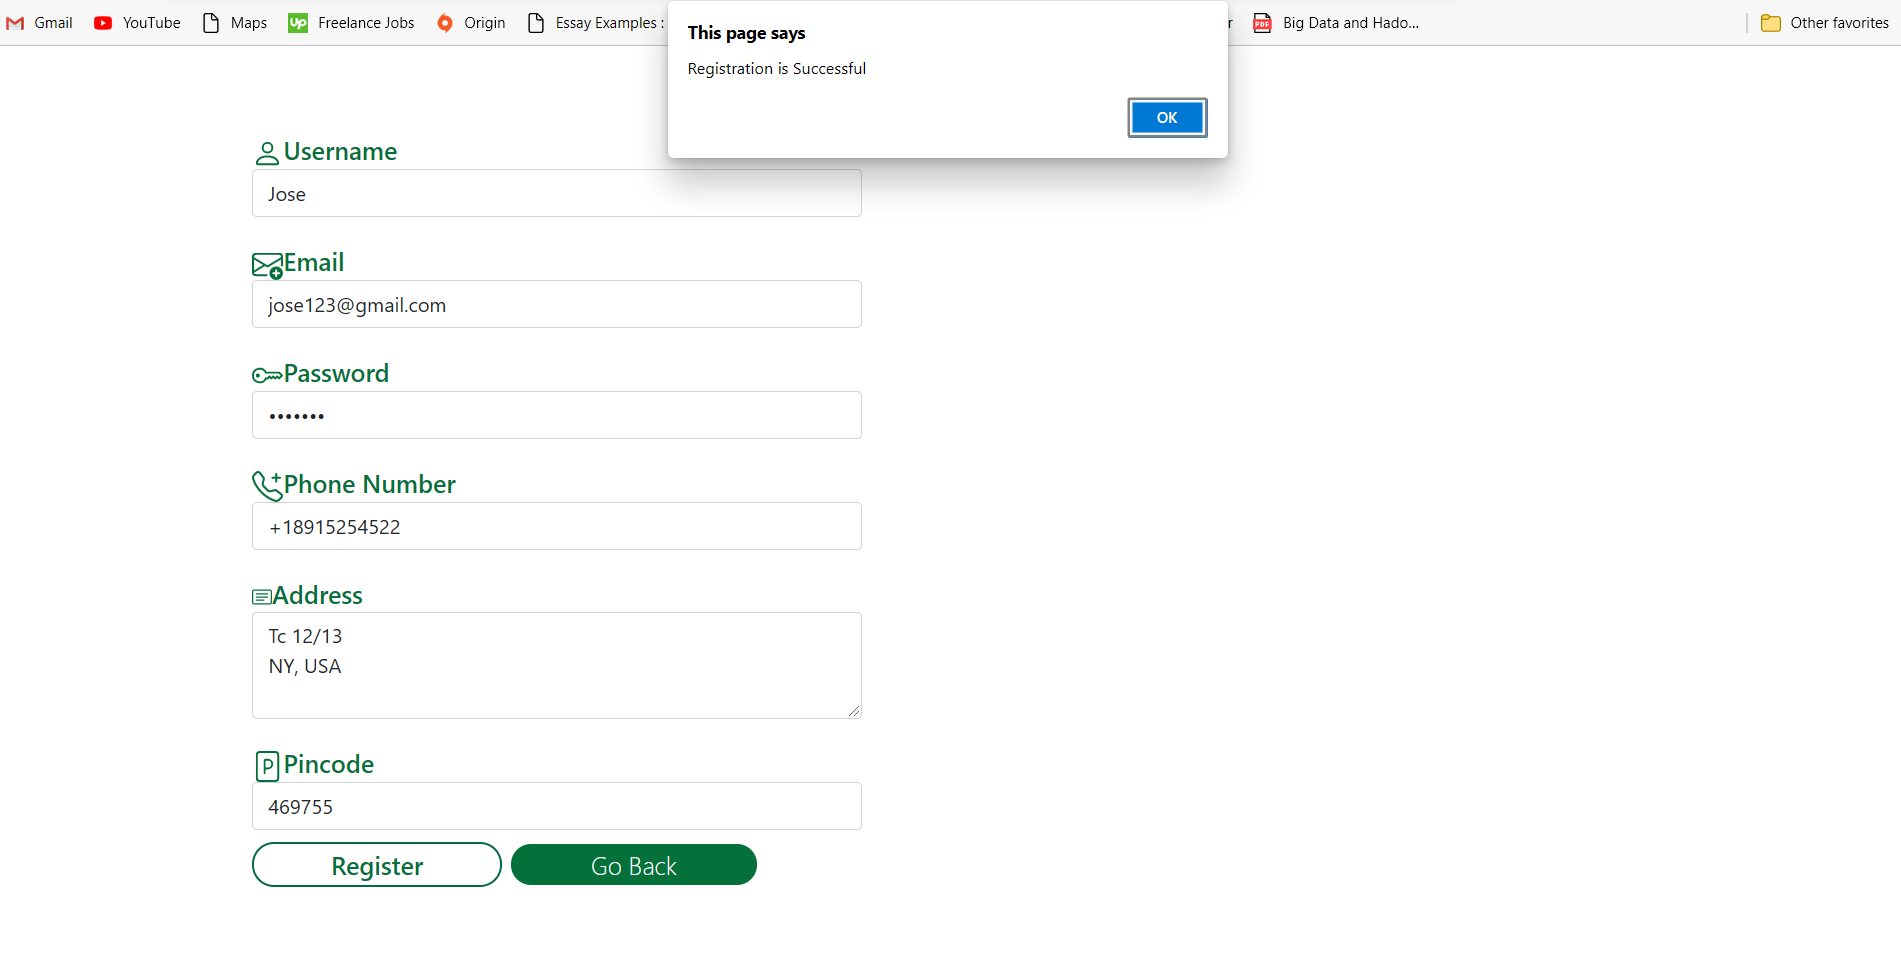 Gmail YouTube Maps Freelance Jobs Origin Essay Examples : Big Data and Hado... Other favorites
This page says
Registration is Successful
OK
Username
Jose
Email
jose123@gmail.com
Password
•••••••
Phone Number
+18915254522
Address
Tc 12/13
NY, USA
Pincode
469755
Register Go Back